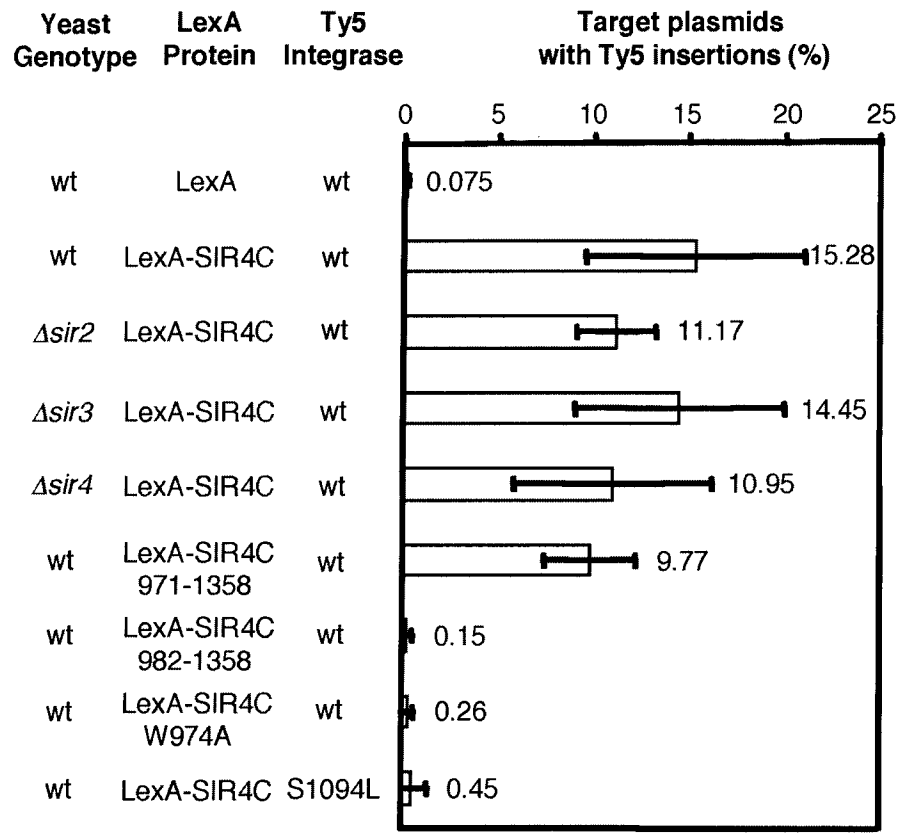 Yeast Genotype LexA Protein Ty5 Integrase Target plasmids with Ty5 insertions (%)
0 5 10 15 20 25
wt LexA wt 0.075
wt LexA-SIR4C wt 15.28
Δsir2 LexA-SIR4C wt 11.17
Δsir3 LexA-SIR4C wt 14.45
Δsir4 LexA-SIR4C wt 10.95
wt LexA-SIR4C 971-1358 wt 9.77
wt LexA-SIR4C 982-1358 wt 0.15
wt LexA-SIR4C W974A wt 0.26
wt LexA-SIR4C S1094L 0.45